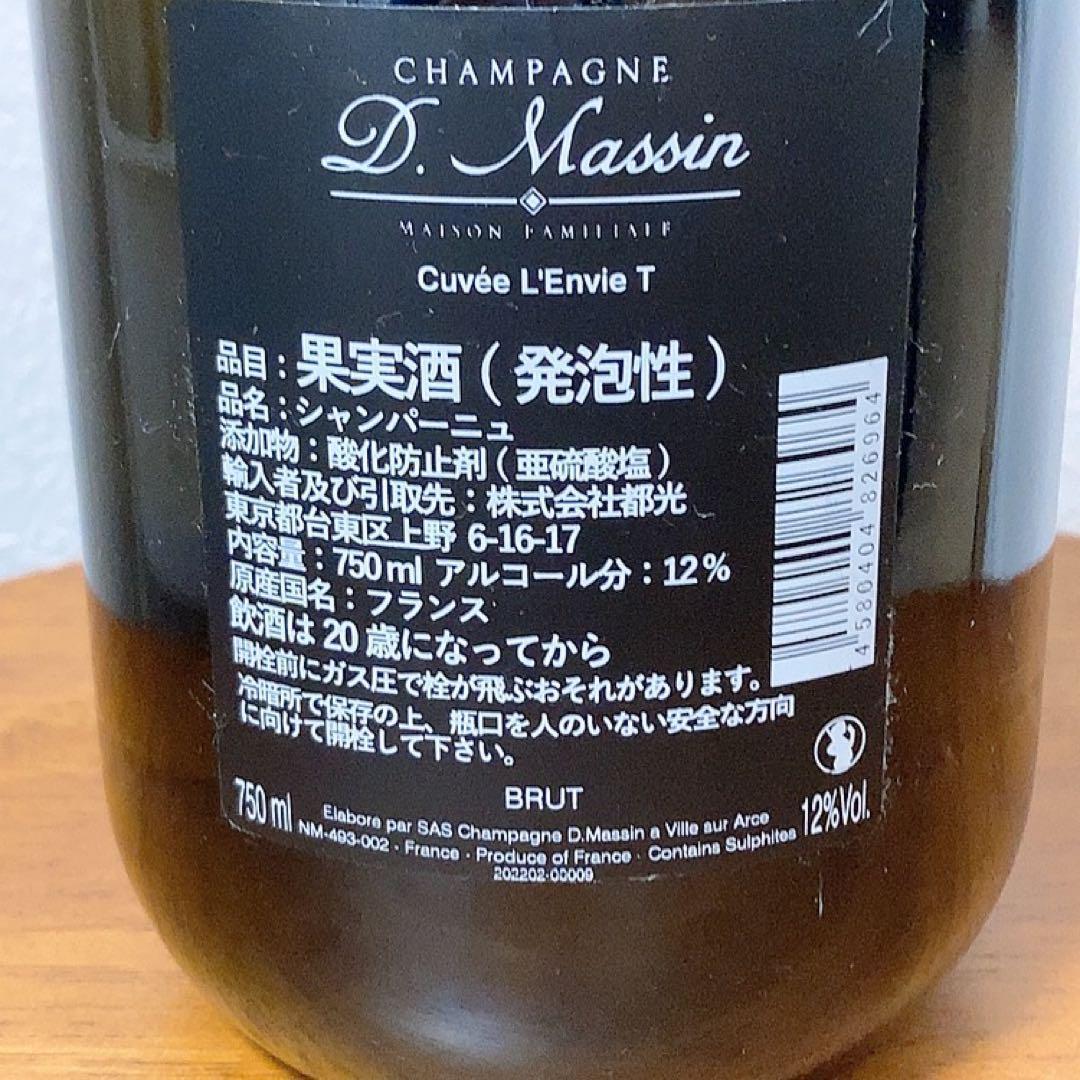 CHAMPAGNE
D. Massin
MAISON FAMILIALE
Cuvée L'Envie T
品目：果実酒（発泡性）
品名：シャンパーニュ
添加物：酸化防止剤（亜硫酸塩）
輸入者及び引取先：株式会社都光
東京都台東区上野 6-16-17
内容量：750ml アルコール分：12%
原産国名：フランス
飲酒は20歳になってから
開栓前にガス圧で栓が飛ぶおそれがあります。
冷暗所で保存の上、瓶口を人のいない安全な方向
に向けて開栓して下さい。
4580404826964
BRUT
750 ml
Elabore par SAS Champagne D.Massin a Ville sur Arce
12%Vol.
NM-493-002 · France · Produce of France · Contains Sulphites
202202-00009